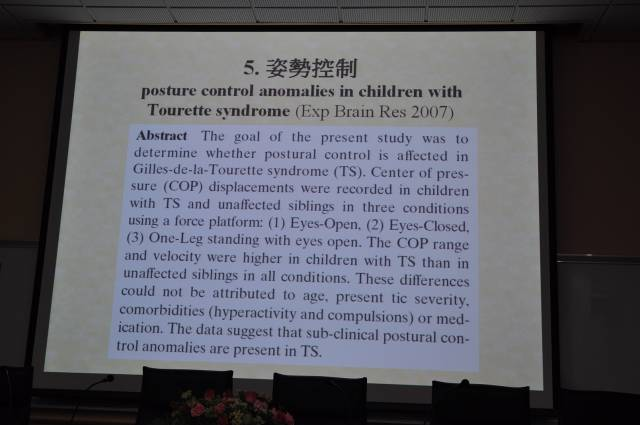 5. 姿勢控制
posture control anomalies in children with
Tourette syndrome (Exp Brain Res 2007)
Abstract The goal of the present study was to
determine whether postural control is affected in
Gilles-de-la-Tourette syndrome (TS). Center of pres-
sure (COP) displacements were recorded in children
with TS and unaffected siblings in three conditions
using a force platform: (1) Eyes-Open, (2) Eyes-Closed,
(3) One-Leg standing with eyes open. The COP range
and velocity were higher in children with TS than in
unaffected siblings in all conditions. These differences
could not be attributed to age, present tic severity,
comorbidities (hyperactivity and compulsions) or med-
ication. The data suggest that sub-clinical postural con-
trol anomalies are present in TS.